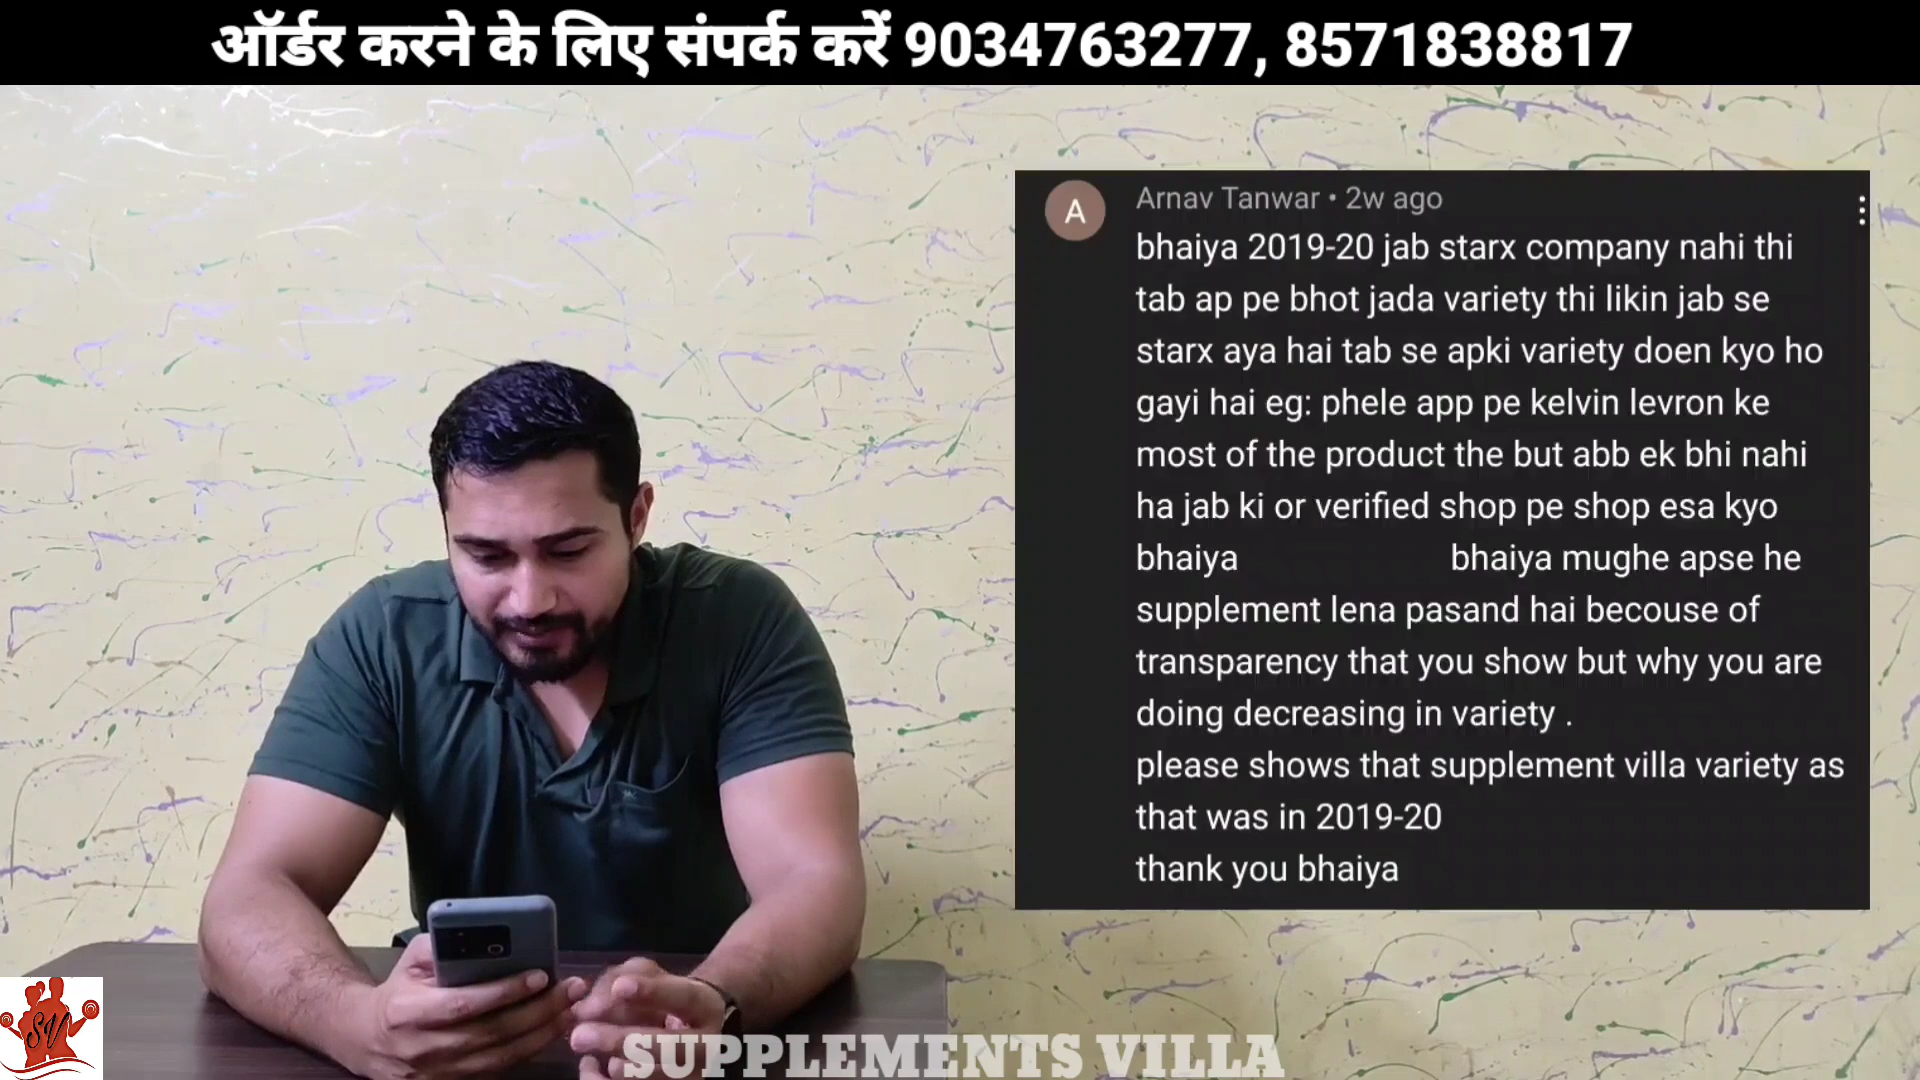 ऑर्डर करने के लिए संपर्क करें 9034763277, 8571838817
A
Arnav Tanwar • 2w ago
bhaiya 2019-20 jab starx company nahi thi
tab ap pe bhot jada variety thi likin jab se
starx aya hai tab se apki variety doen kyo ho
gayi hai eg: phele app pe kelvin levron ke
most of the product the but abb ek bhi nahi
ha jab ki or verified shop pe shop esa kyo
bhaiya bhaiya mughe apse he
supplement lena pasand hai becouse of
transparency that you show but why you are
doing decreasing in variety .
please shows that supplement villa variety as
that was in 2019-20
thank you bhaiya
SV
SUPPLEMENTS VILLA